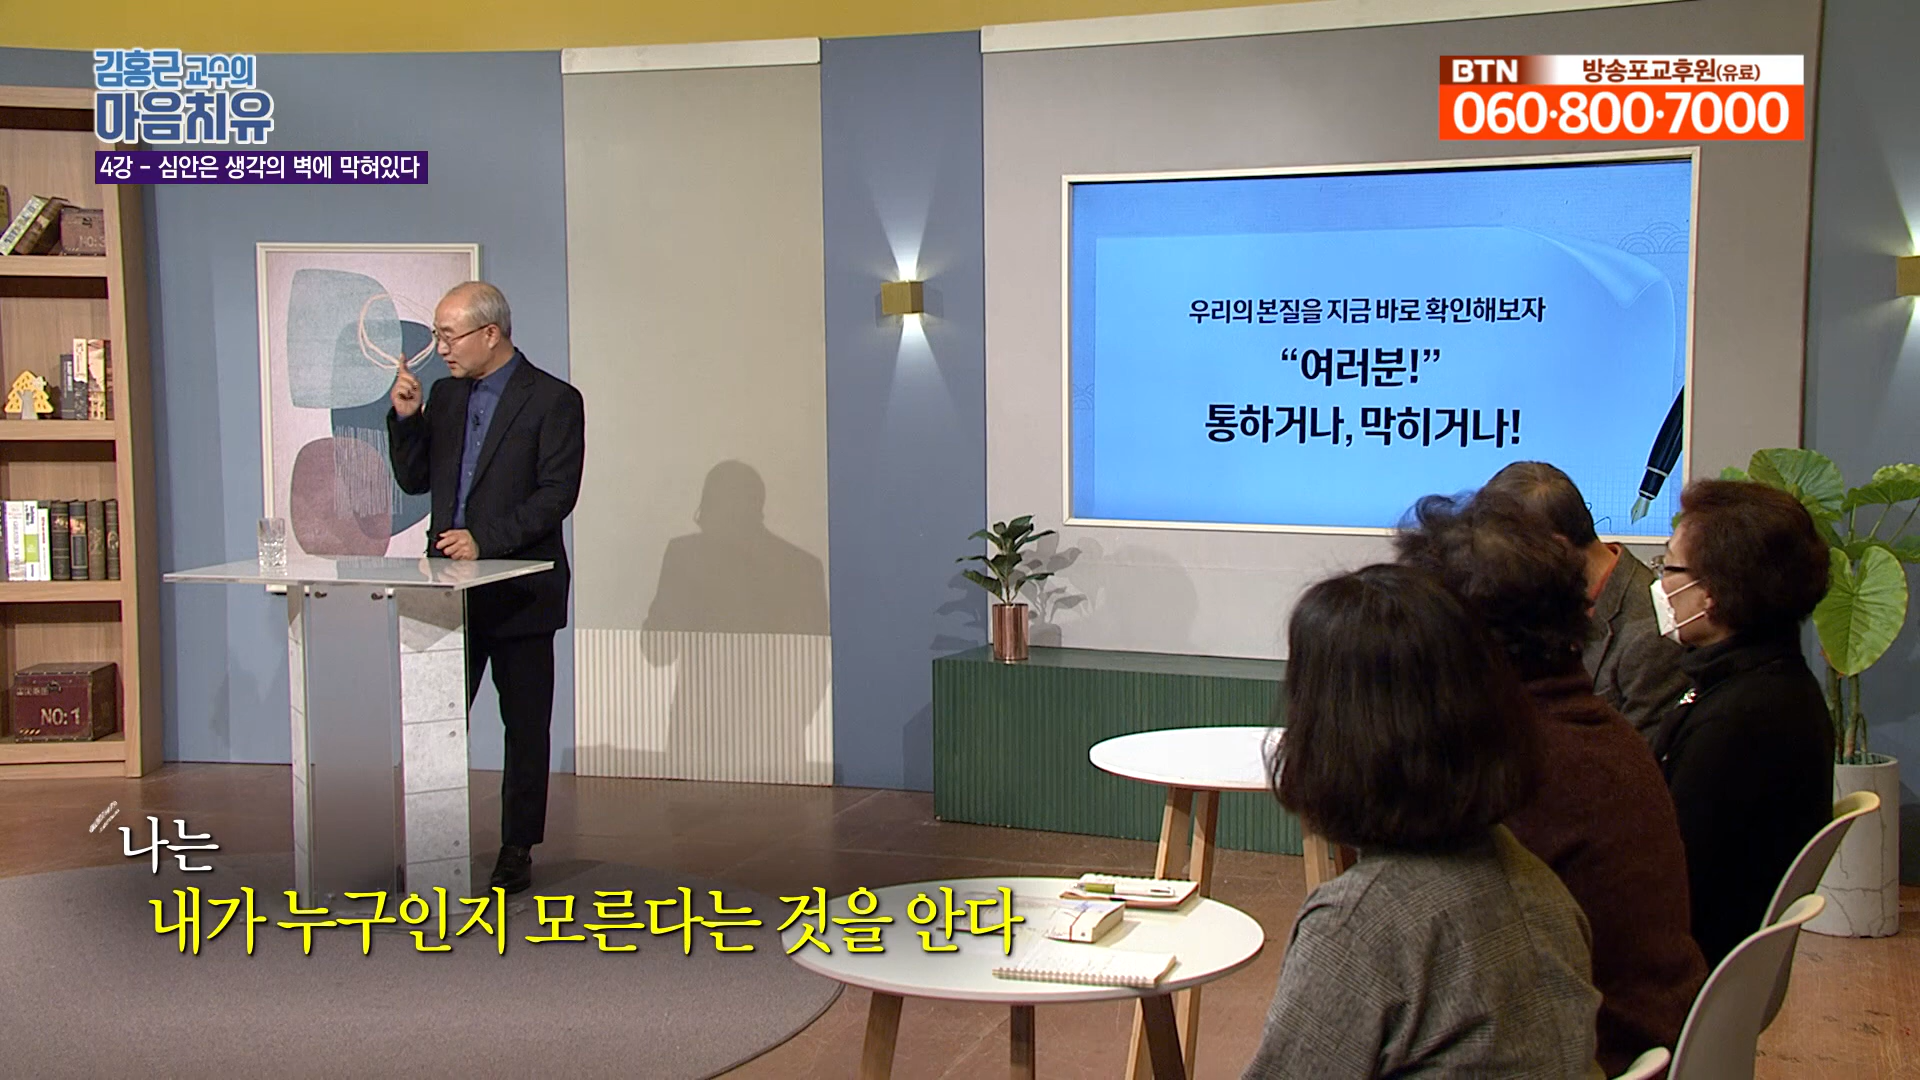 김홍근 교수의
마음치유
4강 - 심안은 생각의 벽에 막혀있다
BTN 방송포교후원(유료)
060·800·7000
우리의 본질을 지금 바로 확인해보자
“여러분!”
통하거나, 막히거나!
NO:3
NO:1
나는
내가 누구인지 모른다는 것을 안다